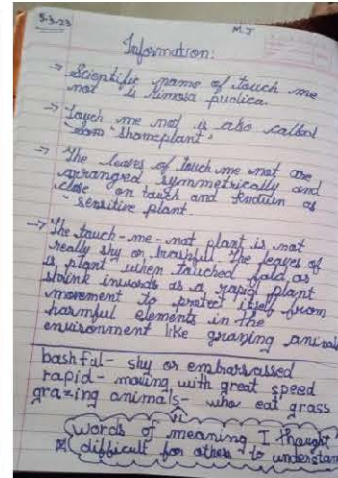 5-3-23
M.J
Information:
→ Scientific name of touch me
not is Mimosa pudica.
→ Touch me not is also called
"shameplant".
→ The leaves of touch me not are
arranged symmetrically and
close on touch and as
sensitive plant.
→ The touch-me-not plant is not
really shy or bashful the leaves of
is plant when touched fold as
shrink inwards as a rapid plant
movement to protect itself from
harmful elements in the
environment like grazing animals
bashful- shy or embarrassed
rapid- moving with great speed
grazing animals- who eat grass
words of meaning I thought
difficult for others to understan